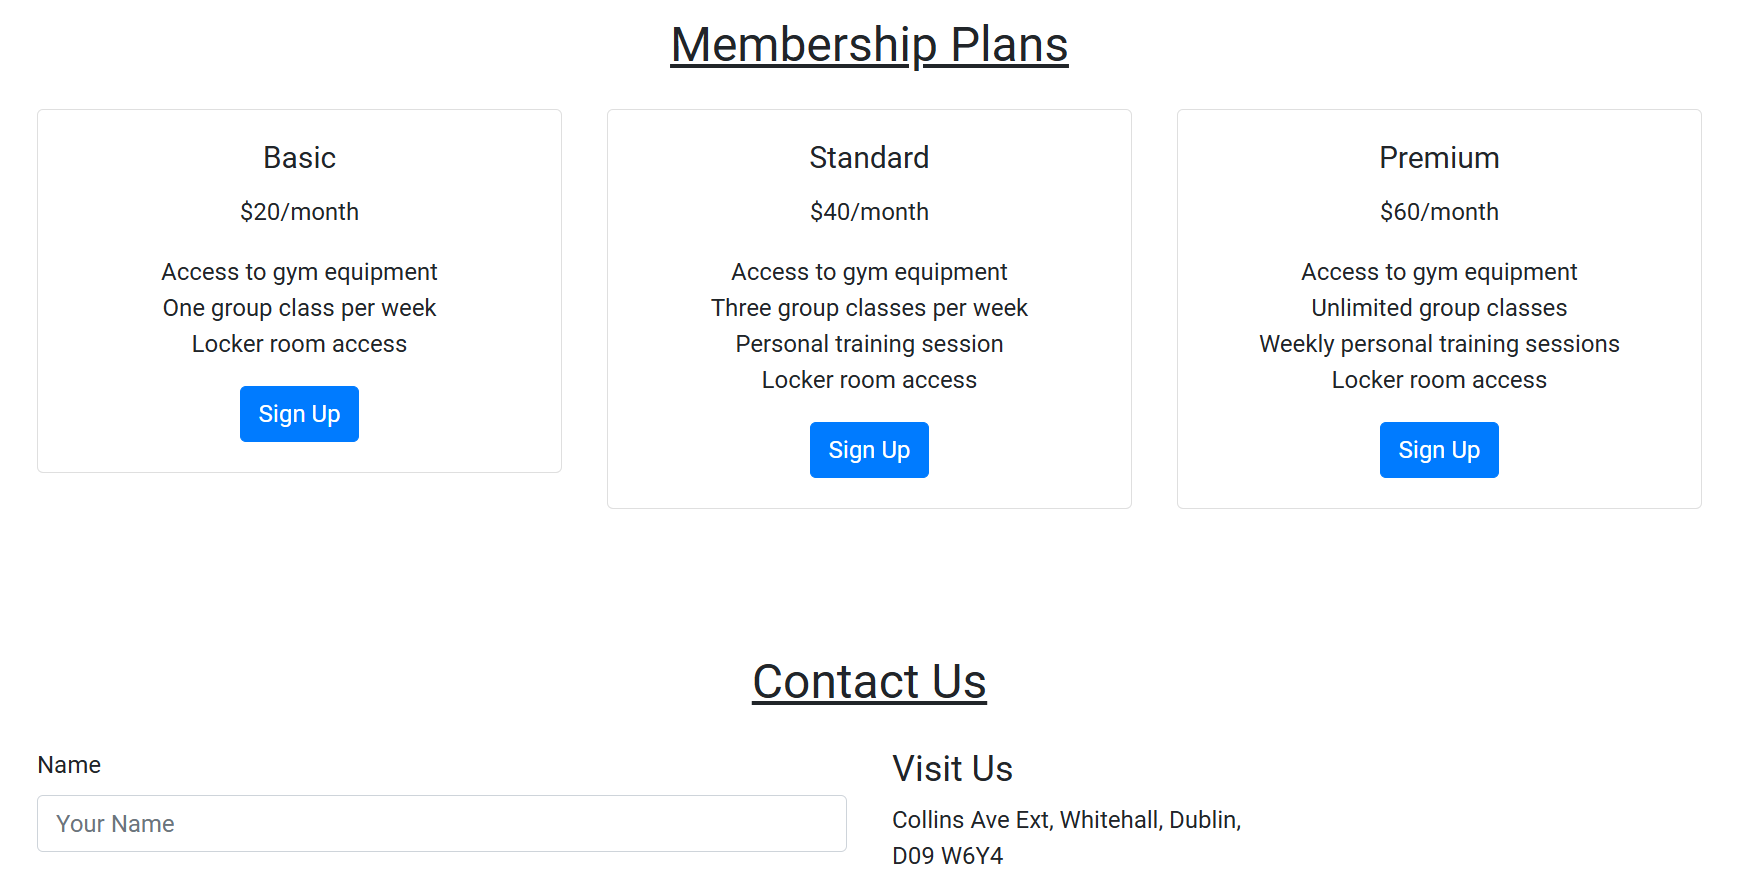 Membership Plans
Basic
$20/month
Access to gym equipment
One group class per week
Locker room access
Sign Up
Standard
$40/month
Access to gym equipment
Three group classes per week
Personal training session
Locker room access
Sign Up
Premium
$60/month
Access to gym equipment
Unlimited group classes
Weekly personal training sessions
Locker room access
Sign Up
Contact Us
Name
Your Name
Visit Us
Collins Ave Ext, Whitehall, Dublin,
D09 W6Y4